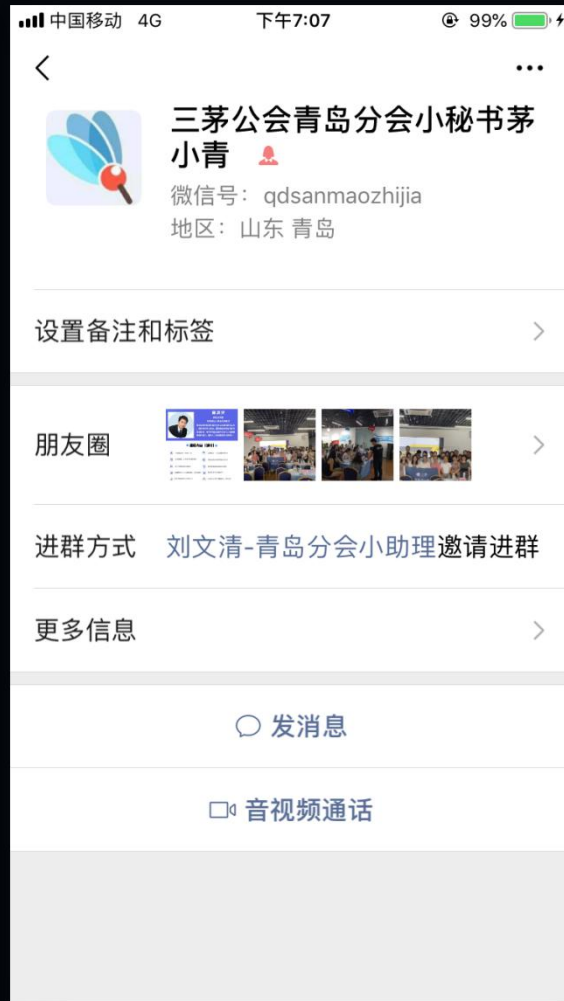 中国移动 4G 下午7:07 99%
三茅公会青岛分会小秘书茅
小青
微信号: qdsanmaozhijia
地区: 山东 青岛
设置备注和标签
朋友圈
进群方式 刘文清-青岛分会小助理邀请进群
更多信息
发消息
音视频通话